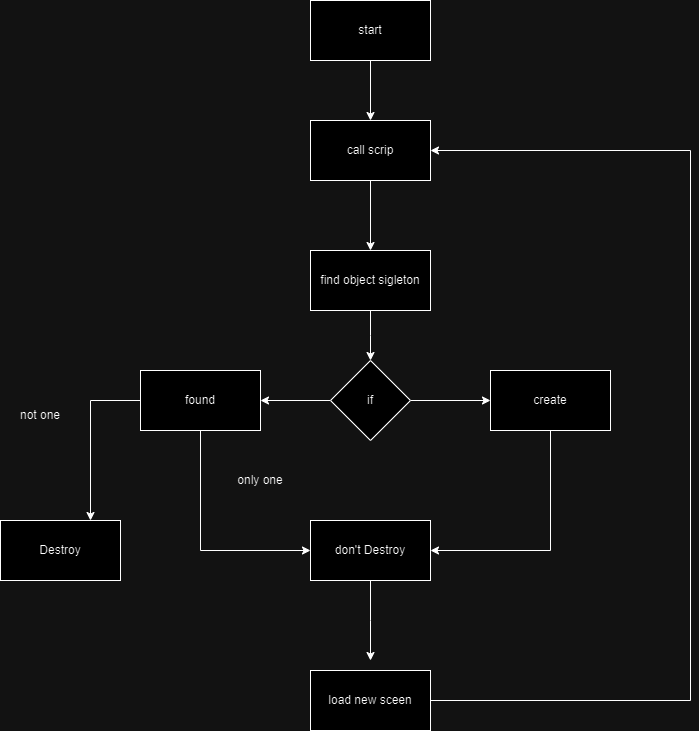 start
call scrip
find object sigleton
found
if
create
not one
only one
Destroy
don't Destroy
load new sceen